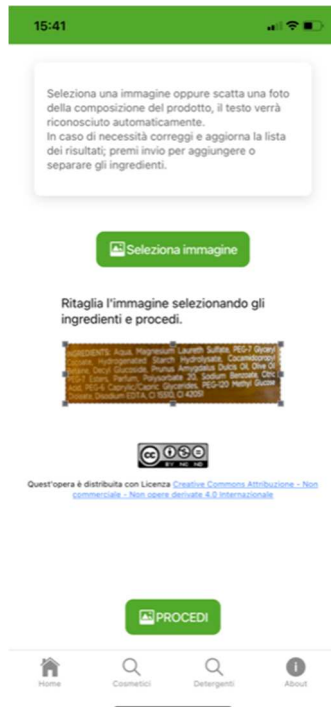 15:41
Seleziona una immagine oppure scatta una foto
della composizione del prodotto, il testo verrà
riconosciuto automaticamente.
In caso di necessità correggi e aggiorna la lista
dei risultati; premi invio per aggiungere o
separare gli ingredienti.
Seleziona immagine
Ritaglia l'immagine selezionando gli
ingredienti e procedi.
INGREDIENTS: Aqua, Magnesium Laureth Sulfate, PEG-7 Glyceryl
Cocoate, Hydrogenated Starch Hydrolysate, Cocamidopropyl
Betaine, Decyl Glucoside, Prunus Amygdalus Dulcis Oil, Olive Oil
PEG-7 Esters, Parfum, Polysorbate 20, Sodium Benzoate, Citric
Acid, PEG-6 Caprylic/Capric Glycerides, PEG-120 Methyl Glucose
Dioleate, Disodium EDTA, CI 15510, CI 42051
cc
BY NC ND
Quest'opera è distribuita con Licenza Creative Commons Attribuzione - Non
commerciale - Non opere derivate 4.0 Internazionale
PROCEDI
Home
Cosmetici
Detergenti
About